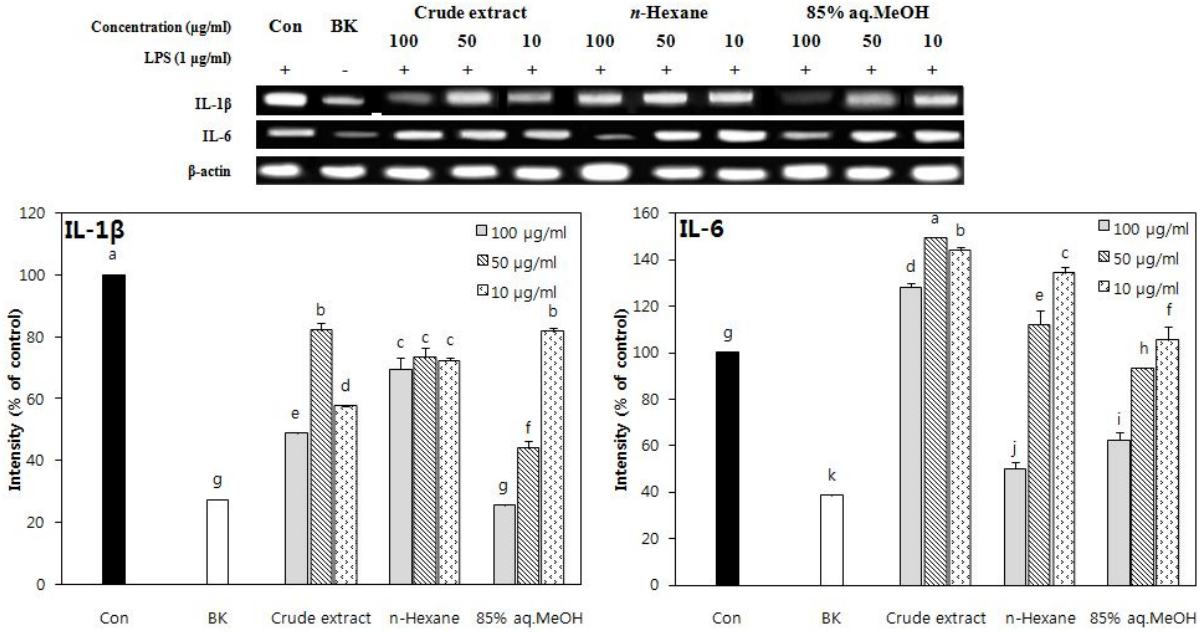 Crude extract n-Hexane 85% aq.MeOH
Concentration (μg/ml) Con BK 100 50 10 100 50 10 100 50 10
LPS (1 μg/ml) + - + + + + + + + + +
IL-1β
IL-6
β-actin
IL-1β
Intensity (% of control)
120
100
80
60
40
20
0
100 μg/ml
50 μg/ml
10 μg/ml
a g e b d c c c g f b
Con BK Crude extract n-Hexane 85% aq.MeOH
IL-6
Intensity (% of control)
160
140
120
100
80
60
40
20
0
100 μg/ml
50 μg/ml
10 μg/ml
g k d a b j e c i h f
Con BK Crude extract n-Hexane 85% aq.MeOH